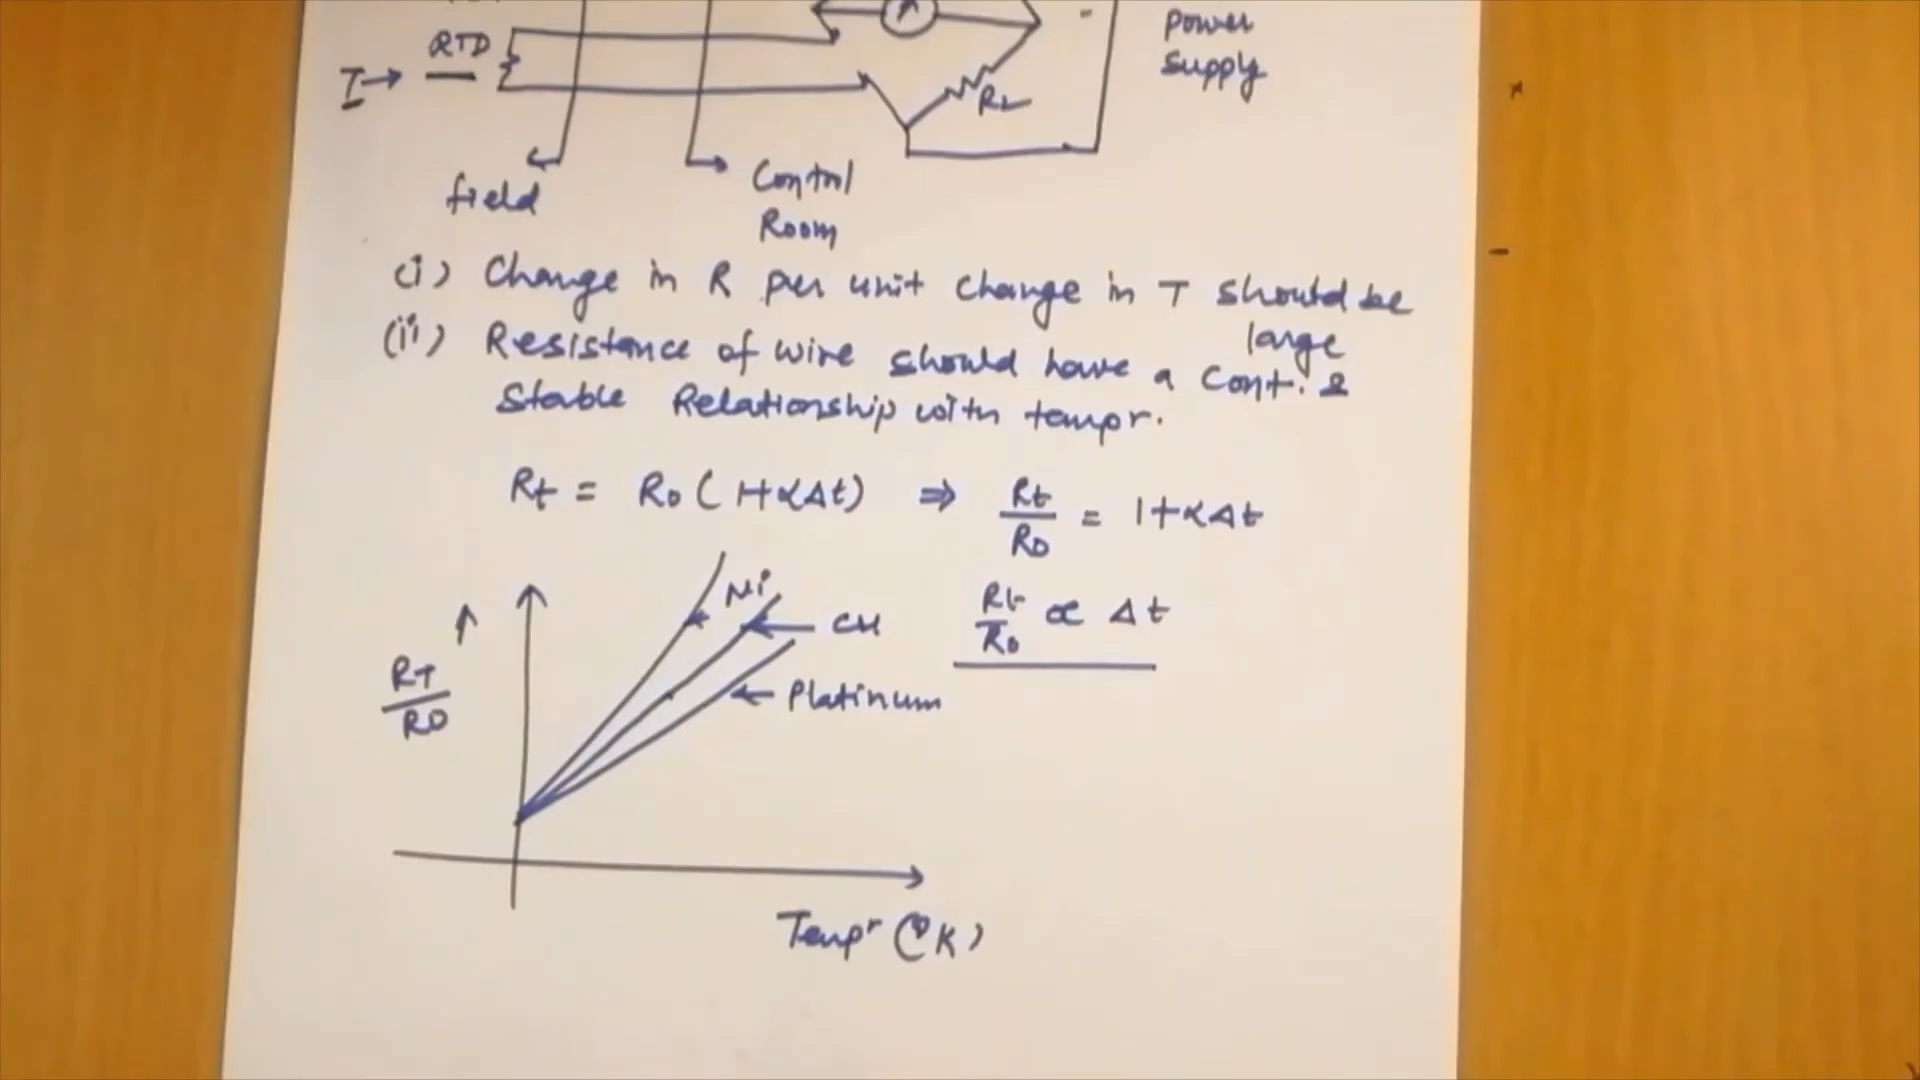 power
supply
RTD
I→
R2
field
Control
Room
(i) Change in R per unit change in T should be
large
(ii) Resistance of wire should have a Cont. &
Stable Relationship with tempr.
Rt = R0 ( 1+αΔt) ⇒ Rt/R0 = 1+αΔt
Rt/R0 ∝ Δt
Ni
CU
Platinum
RT/R0 ↑
Tempr (°K)